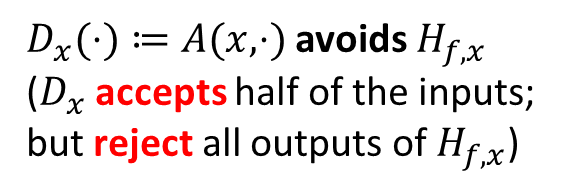 D_x(·) ≔ A(x,·) avoids H_{f,x}
(D_x accepts half of the inputs;
but reject all outputs of H_{f,x})